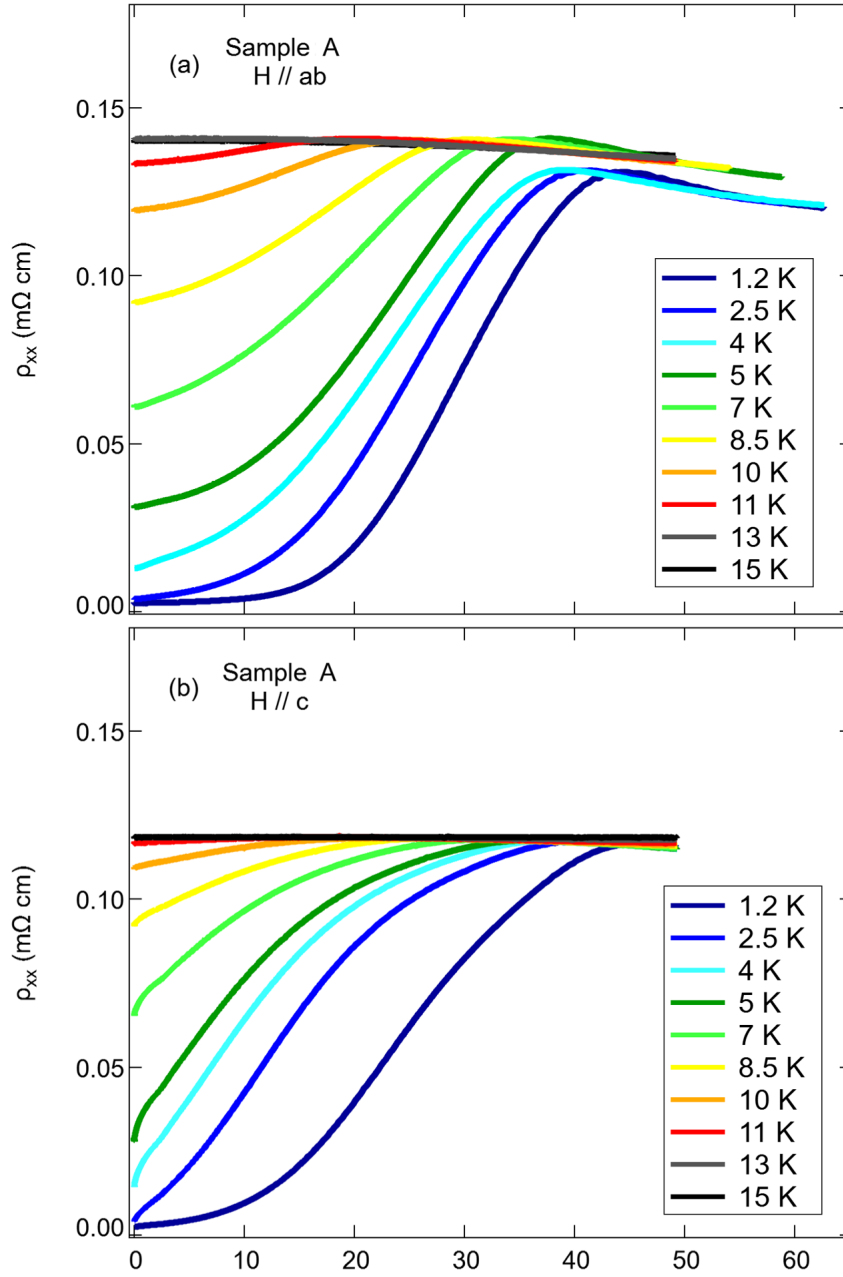 (a)
Sample A
H // ab
0.15
0.10
0.05
0.00
ρxx (mΩ cm)
1.2 K
2.5 K
4 K
5 K
7 K
8.5 K
10 K
11 K
13 K
15 K
(b)
Sample A
H // c
0.15
0.10
0.05
0.00
ρxx (mΩ cm)
1.2 K
2.5 K
4 K
5 K
7 K
8.5 K
10 K
11 K
13 K
15 K
0 10 20 30 40 50 60